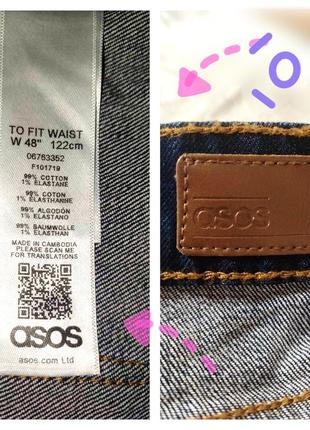 TO FIT WAIST
W 48" 122cm
06763352
F101719
99% COTTON
1% ELASTANE
99% COTON
1% ELASTHANNE
99% ALGODÓN
1% ELASTANO
99% BAUMWOLLE
1% ELASTHAN
MADE IN CAMBODIA
PLEASE SCAN ME
FOR TRANSLATIONS
asos
asos.com Ltd
asos